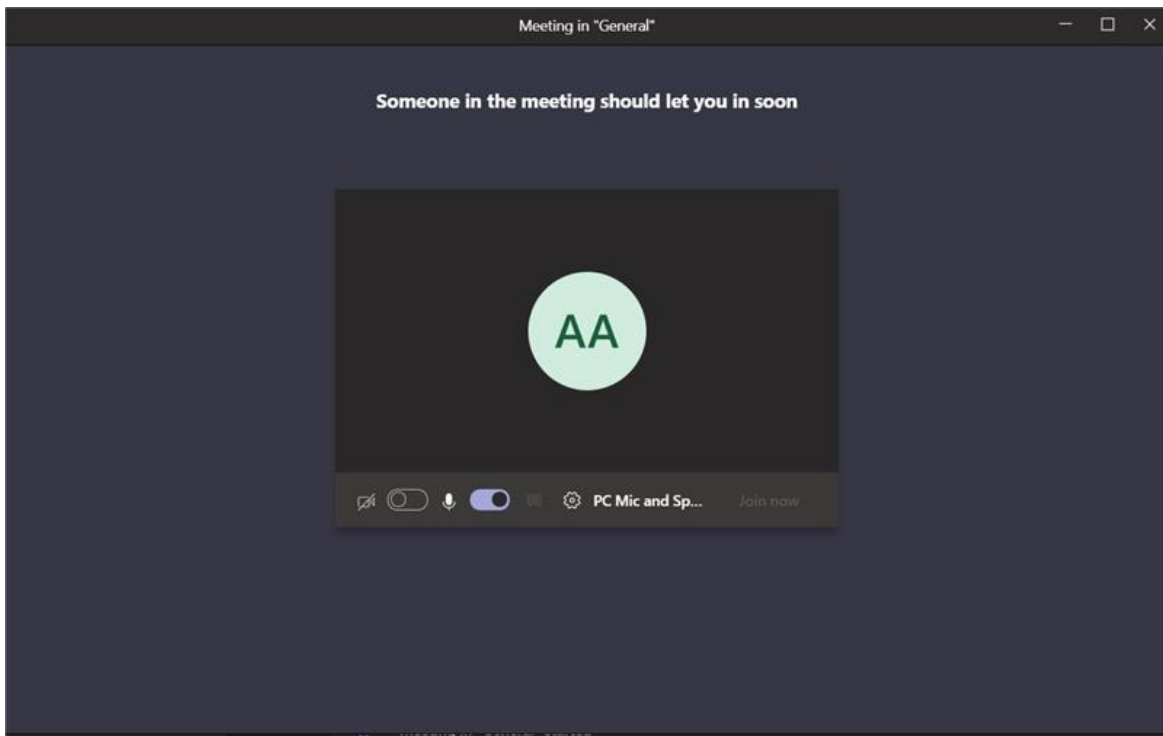 Meeting in "General"
Someone in the meeting should let you in soon
AA
PC Mic and Sp... Join now